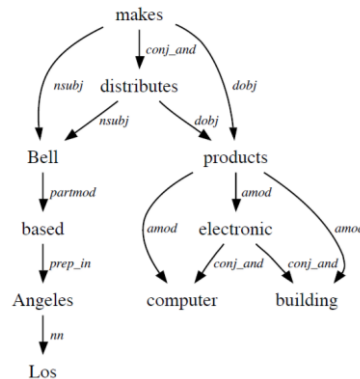 makes
conj_and
distributes
nsubj
dobj
nsubj
dobj
Bell
products
partmod
amod
based
electronic
amod
amod
prep_in
conj_and
conj_and
Angeles
computer
building
nn
Los